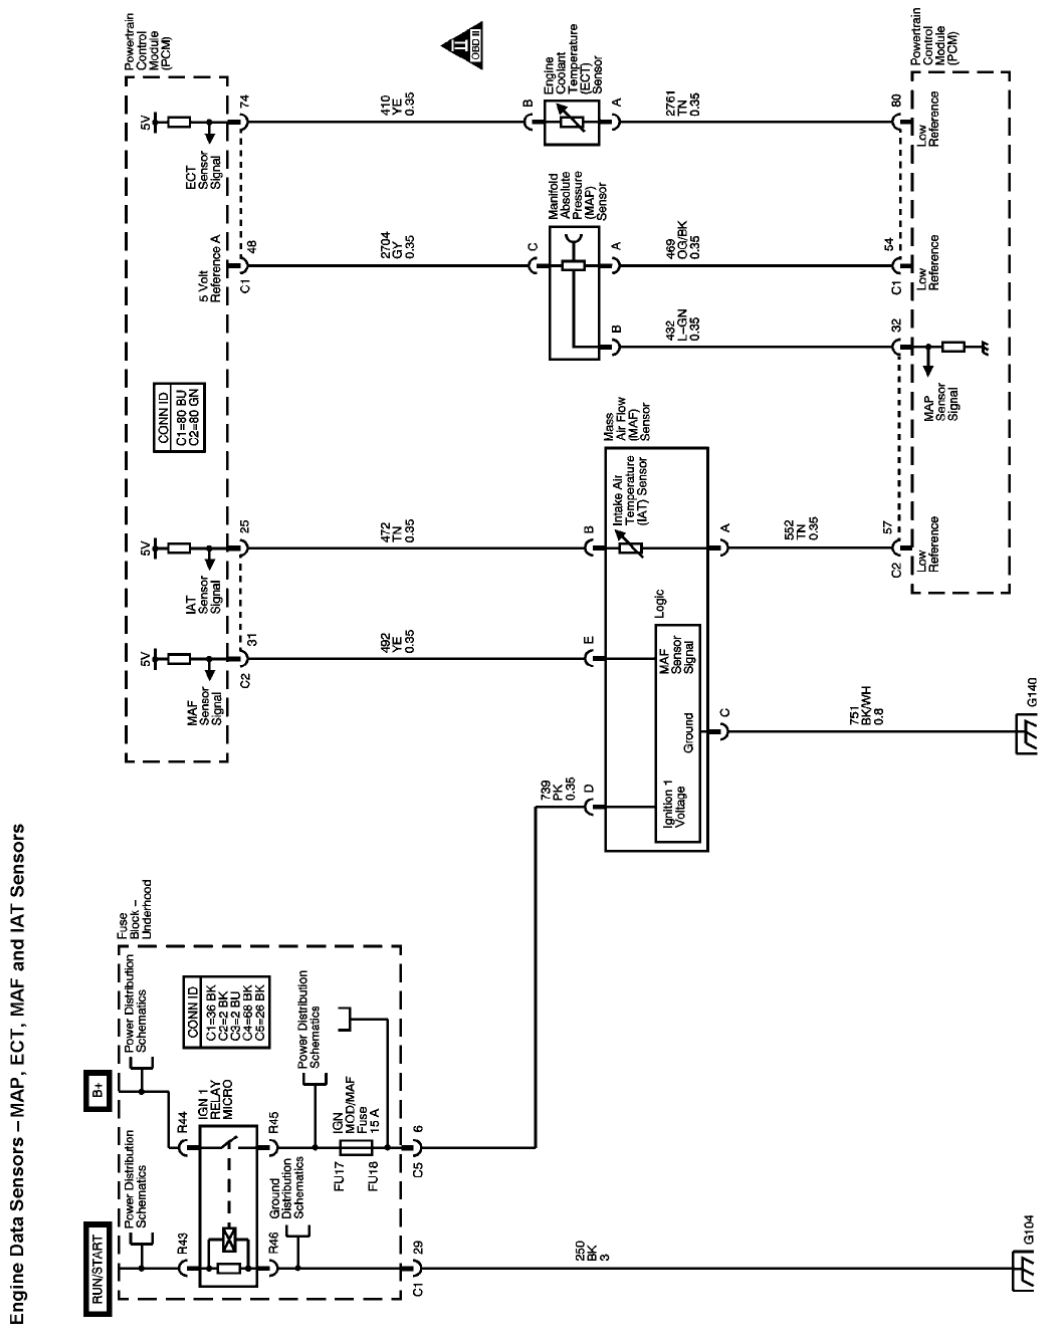 Engine Data Sensors – MAP, ECT, MAF and IAT Sensors
RUN/START
Power Distribution
Schematics
B+
Power Distribution
Schematics
Fuse
Block –
Underhood
CONN ID
C1=36 BK
C2=2 BK
C3=2 BU
C4=68 BK
C5=26 BK
R43
R44
IGN 1
RELAY
MICRO
R46
R45
Ground
Distribution
Schematics
Power Distribution
Schematics
FU17
IGN
MOD/MAF
Fuse
15 A
FU18
C1
29
C5
6
250
BK
3
G104
739
PK
0.35
D
Powertrain
Control
Module
(PCM)
5V
MAF
Sensor
Signal
C2
31
5V
IAT
Sensor
Signal
25
CONN ID
C1=80 BU
C2=80 GN
5 Volt
Reference A
C1
48
5V
ECT
Sensor
Signal
74
492
YE
0.35
472
TN
0.35
2704
GY
0.35
410
YE
0.35
II
OBD II
E
B
C
B
Mass
Air Flow
(MAF)
Sensor
Intake Air
Temperature
(IAT) Sensor
Logic
Ignition 1
Voltage
Ground
MAF
Sensor
Signal
Manifold
Absolute
Pressure
(MAP)
Sensor
Engine
Coolant
Temperature
(ECT)
Sensor
C
A
B
A
A
751
BK/WH
0.8
G140
552
TN
0.35
432
L–GN
0.35
469
OG/BK
0.35
2761
TN
0.35
C2
57
32
C1
54
80
Low
Reference
MAP
Sensor
Signal
Low
Reference
Low
Reference
Powertrain
Control
Module
(PCM)